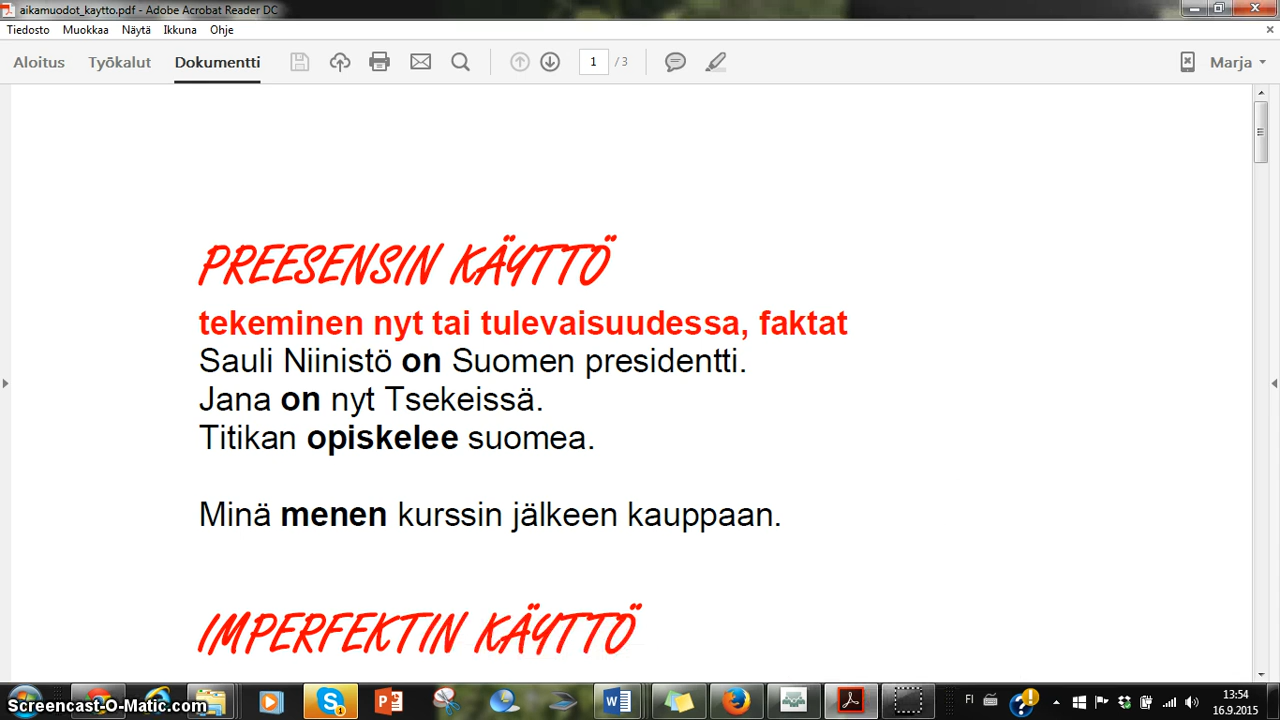 aikamuodot_kaytto.pdf - Adobe Acrobat Reader DC
Tiedosto Muokkaa Näytä Ikkuna Ohje
Aloitus Työkalut Dokumentti 1 / 3 Marja
PREESENSIN KÄYTTÖ
tekeminen nyt tai tulevaisuudessa, faktat
Sauli Niinistö on Suomen presidentti.
Jana on nyt Tsekeissä.
Titikan opiskelee suomea.
Minä menen kurssin jälkeen kauppaan.
IMPERFEKTIN KÄYTTÖ
FI 13:54
16.9.2015
Screencast-O-Matic.com